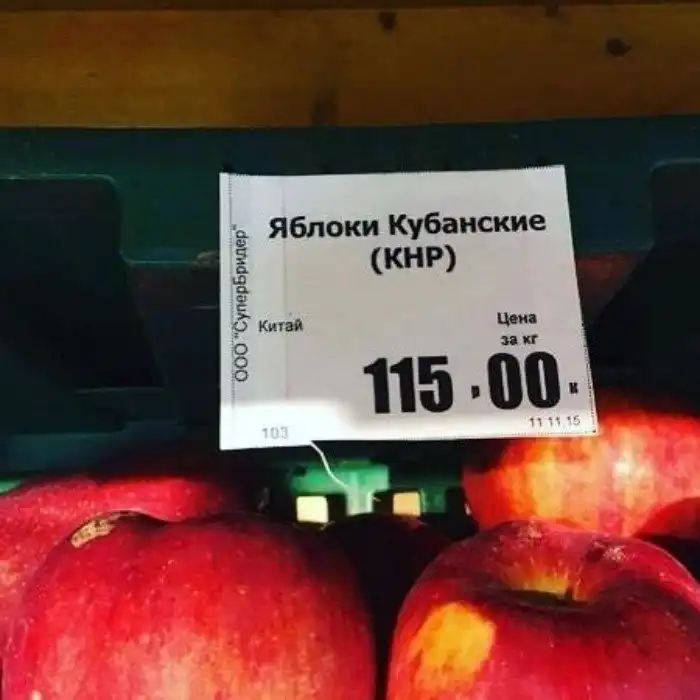 Яблоки Кубанские
(КНР)
ООО "СуперБридер"
Китай
Цена
за кг
115,00 к
103
11 11 15